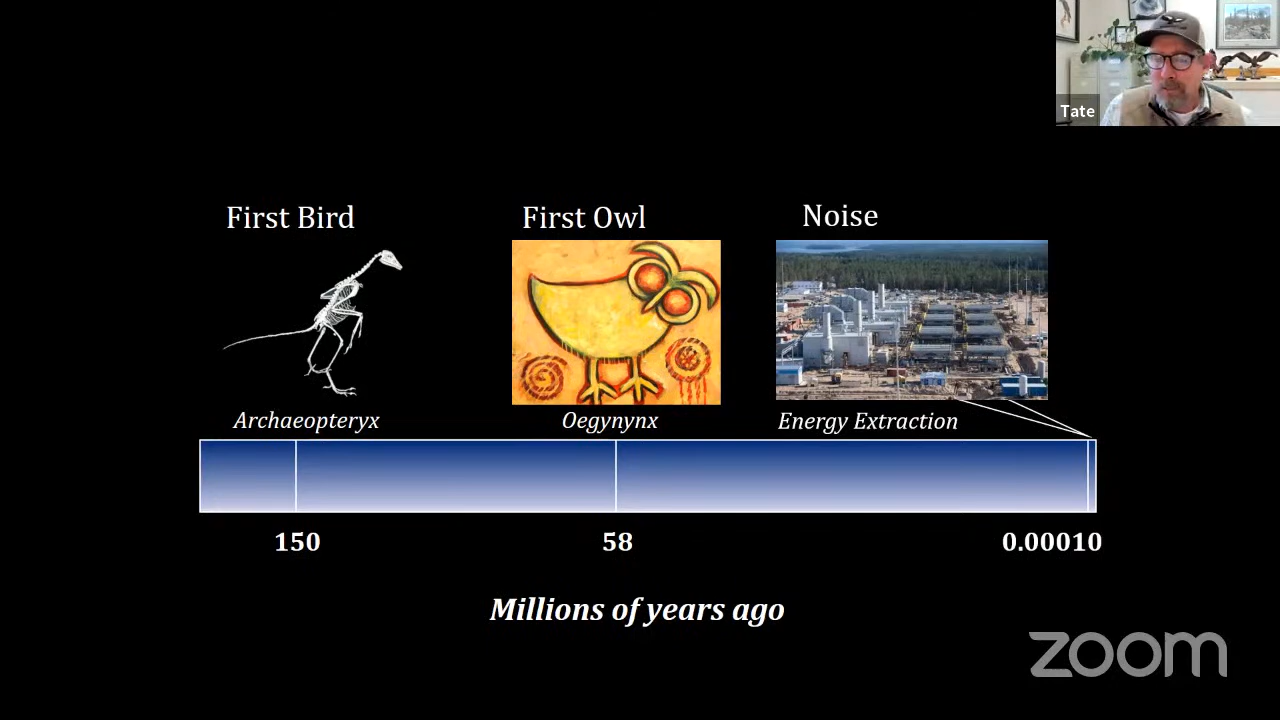 Tate
First Bird
First Owl
Noise
Archaeopteryx
Oegynynx
Energy Extraction
150
58
0.00010
Millions of years ago
zoom